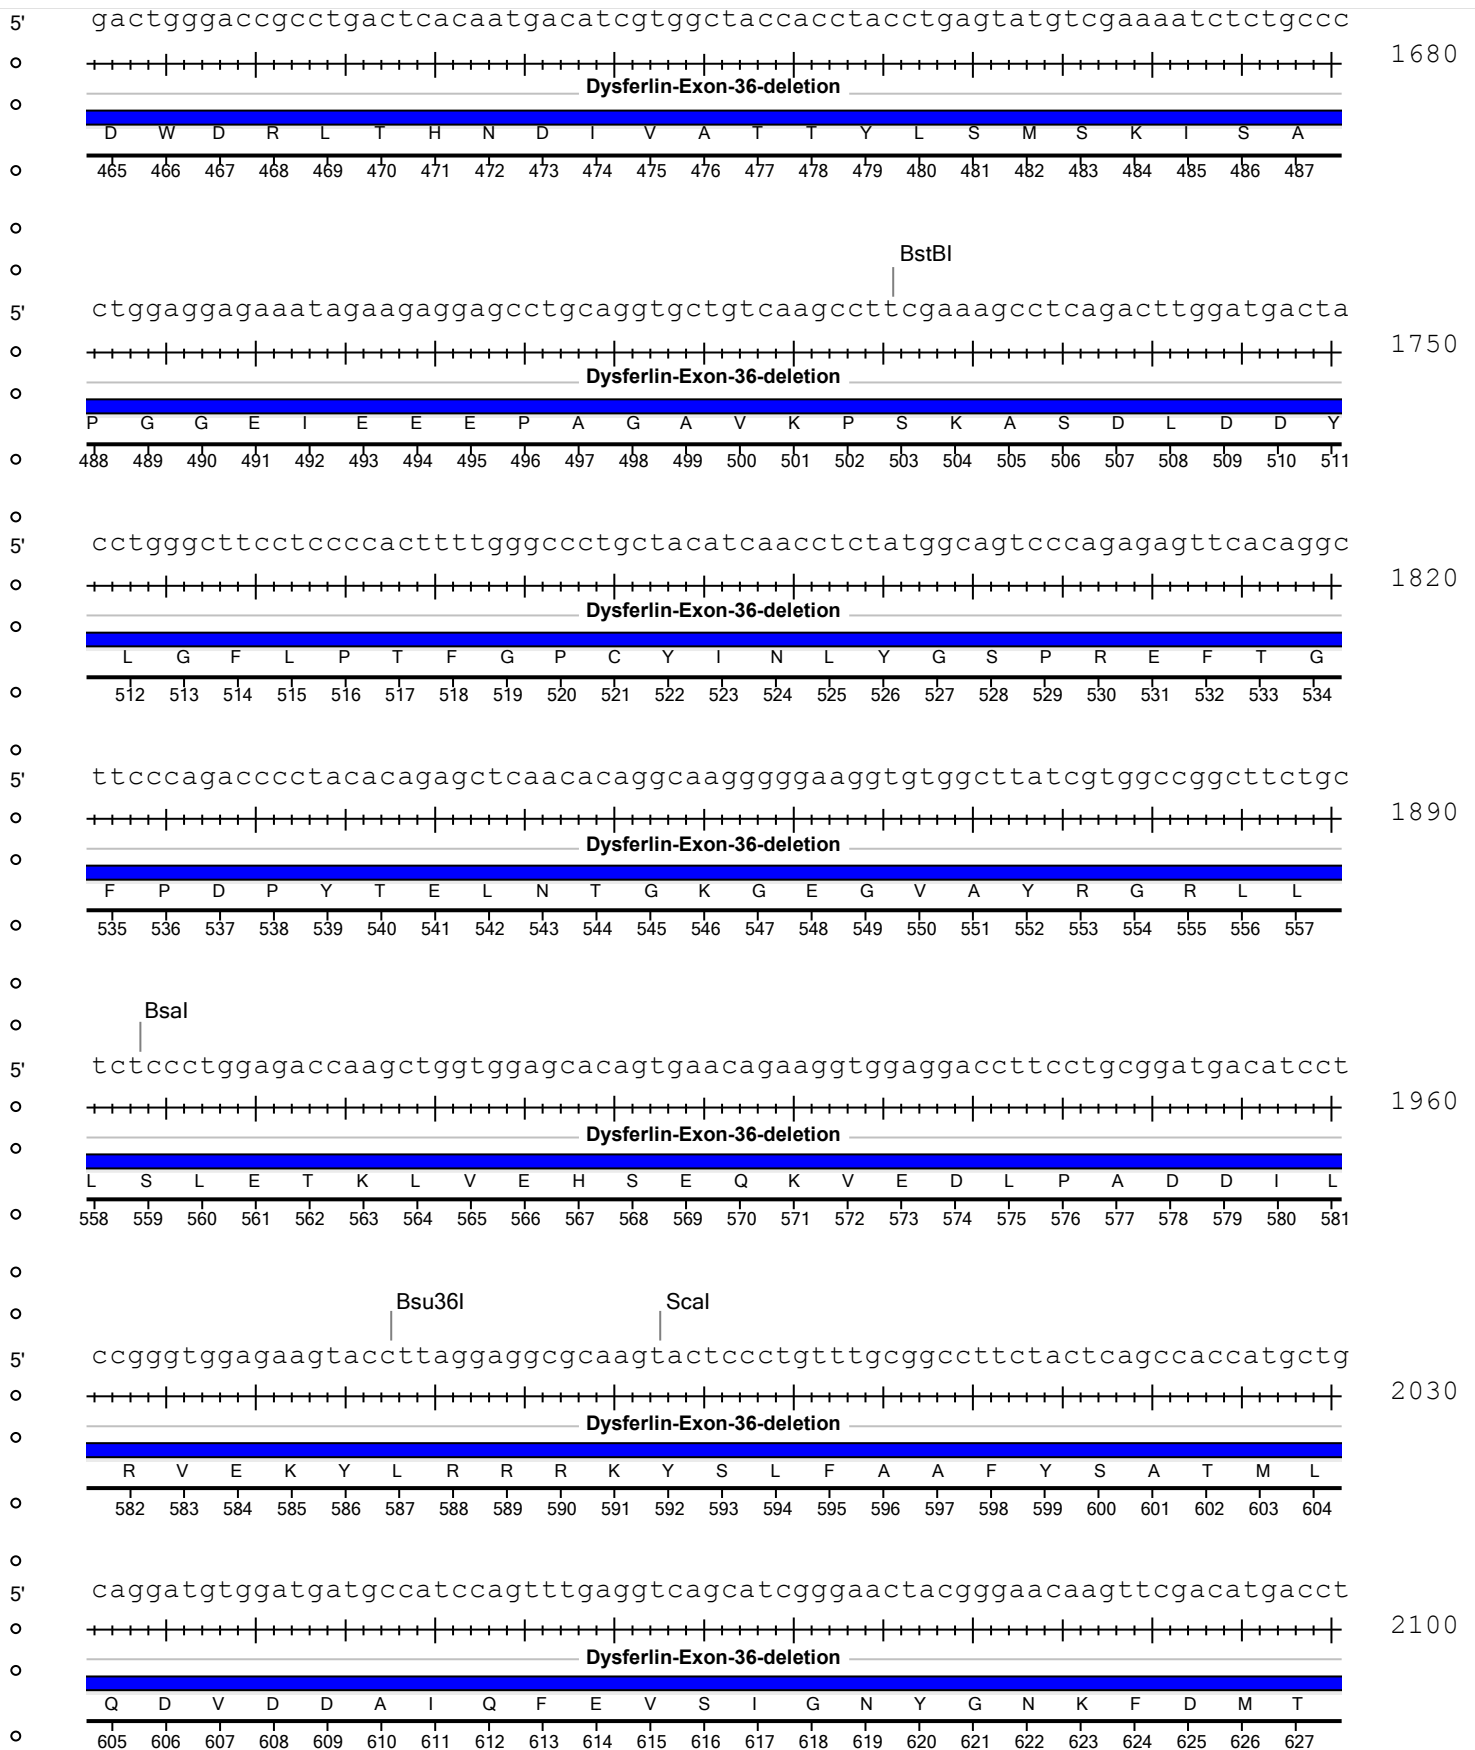 5' gactgggaccgcctgactcacaatgacatcgtggctaccacctacctgagtatgtcgaaaatctctgccc
1680
Dysferlin-Exon-36-deletion
D W D R L T H N D I V A T T Y L S M S K I S A
465 466 467 468 469 470 471 472 473 474 475 476 477 478 479 480 481 482 483 484 485 486 487
BstBI
5' ctggaggagaaatagaagaggagcctgcaggtgctgtcaagccttcgaaagcctcagacttggatgacta
1750
Dysferlin-Exon-36-deletion
P G G E I E E E P A G A V K P S K A S D L D D Y
488 489 490 491 492 493 494 495 496 497 498 499 500 501 502 503 504 505 506 507 508 509 510 511
5' cctgggcttcctccccacttttgggccctgctacatcaacctctatggcagtcccagagagttcacaggc
1820
Dysferlin-Exon-36-deletion
L G F L P T F G P C Y I N L Y G S P R E F T G
512 513 514 515 516 517 518 519 520 521 522 523 524 525 526 527 528 529 530 531 532 533 534
5' ttcccagacccctacacagagctcaacacaggcaagggggaaggtgtggcttatcgtggccggcttctgc
1890
Dysferlin-Exon-36-deletion
F P D P Y T E L N T G K G E G V A Y R G R L L
535 536 537 538 539 540 541 542 543 544 545 546 547 548 549 550 551 552 553 554 555 556 557
BsaI
5' tctccctggagaccaagctggtggagcacagtgaacagaaggtggaggaccttcctgcggatgacatcct
1960
Dysferlin-Exon-36-deletion
L S L E T K L V E H S E Q K V E D L P A D D I L
558 559 560 561 562 563 564 565 566 567 568 569 570 571 572 573 574 575 576 577 578 579 580 581
Bsu36I ScaI
5' ccgggtggagaagtaccttaggaggcgcaagtactccctgtttgcggccttctactcagccaccatgctg
2030
Dysferlin-Exon-36-deletion
R V E K Y L R R R K Y S L F A A F Y S A T M L
582 583 584 585 586 587 588 589 590 591 592 593 594 595 596 597 598 599 600 601 602 603 604
5' caggatgtggatgatgccatccagtttgaggtcagcatcgggaactacgggaacaagttcgacatgacct
2100
Dysferlin-Exon-36-deletion
Q D V D D A I Q F E V S I G N Y G N K F D M T
605 606 607 608 609 610 611 612 613 614 615 616 617 618 619 620 621 622 623 624 625 626 627